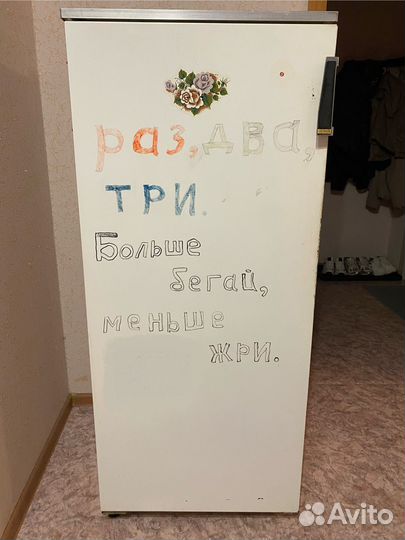 раз, два,
ТРИ.
Больше
бегай,
меньше
ЖРИ.
Avito